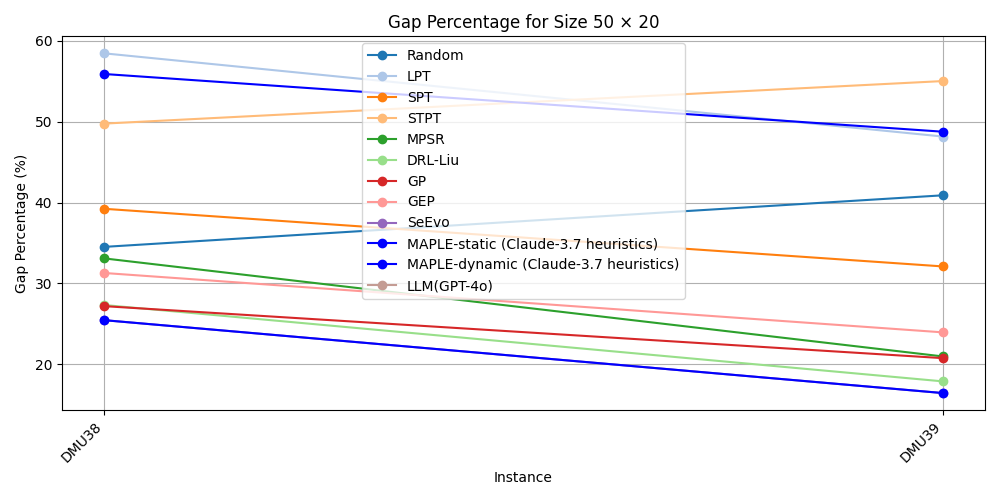 Gap Percentage for Size 50 × 20
Gap Percentage (%)
60
50
40
30
20
Random
LPT
SPT
STPT
MPSR
DRL-Liu
GP
GEP
SeEvo
MAPLE-static (Claude-3.7 heuristics)
MAPLE-dynamic (Claude-3.7 heuristics)
LLM(GPT-4o)
DMU38
DMU39
Instance